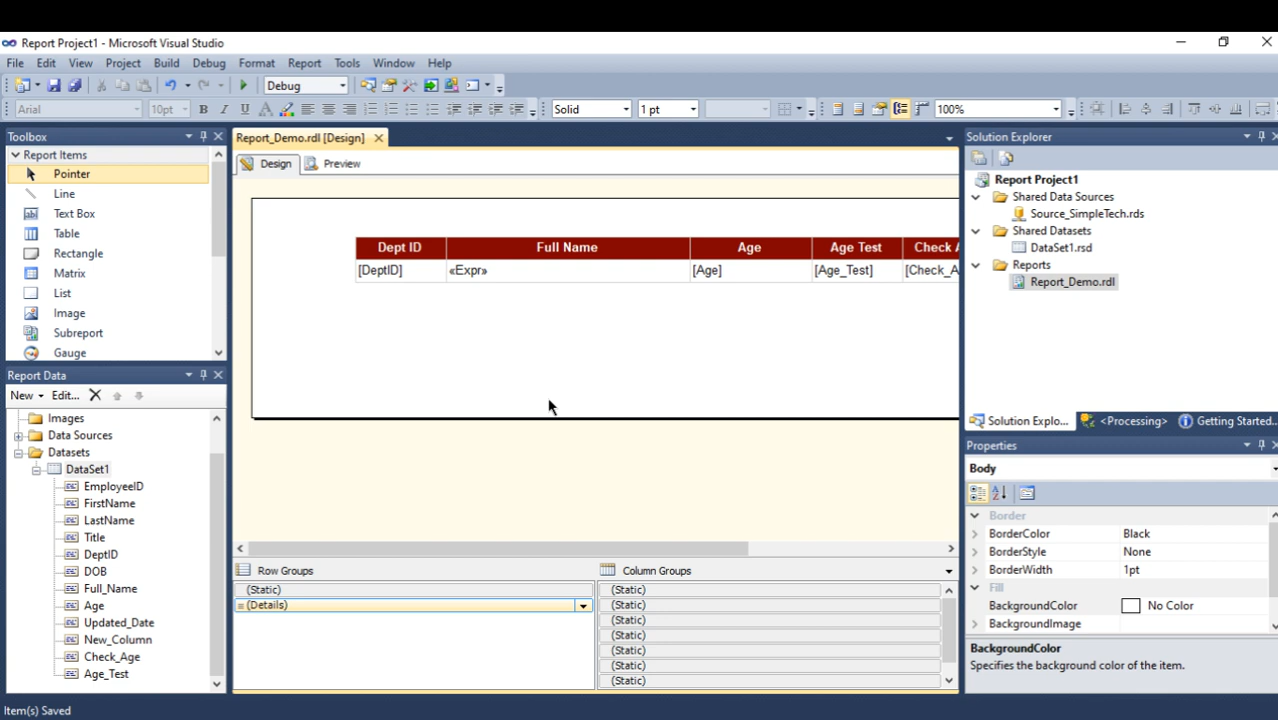 Report Project1 - Microsoft Visual Studio
File Edit View Project Build Debug Format Report Tools Window Help
Debug
Arial 10pt B I U A Solid 1 pt 100%
Toolbox
Report_Demo.rdl [Design]
Solution Explorer
Report Items
Design Preview
Pointer
Line
Text Box
Table
Rectangle
Matrix
List
Image
Subreport
Gauge
Dept ID Full Name Age Age Test Check A
[DeptID] «Expr» [Age] [Age_Test] [Check_A
Report Project1
Shared Data Sources
Source_SimpleTech.rds
Shared Datasets
DataSet1.rsd
Reports
Report_Demo.rdl
Solution Explo... <Processing> Getting Started...
Report Data
New Edit...
Images
Data Sources
Datasets
DataSet1
EmployeeID
FirstName
LastName
Title
DeptID
DOB
Full_Name
Age
Updated_Date
New_Column
Check_Age
Age_Test
Row Groups
(Static)
(Details)
Column Groups
(Static)
(Static)
(Static)
(Static)
(Static)
(Static)
(Static)
Properties
Body
Border
BorderColor Black
BorderStyle None
BorderWidth 1pt
Fill
BackgroundColor No Color
BackgroundImage
BackgroundColor
Specifies the background color of the item.
Item(s) Saved